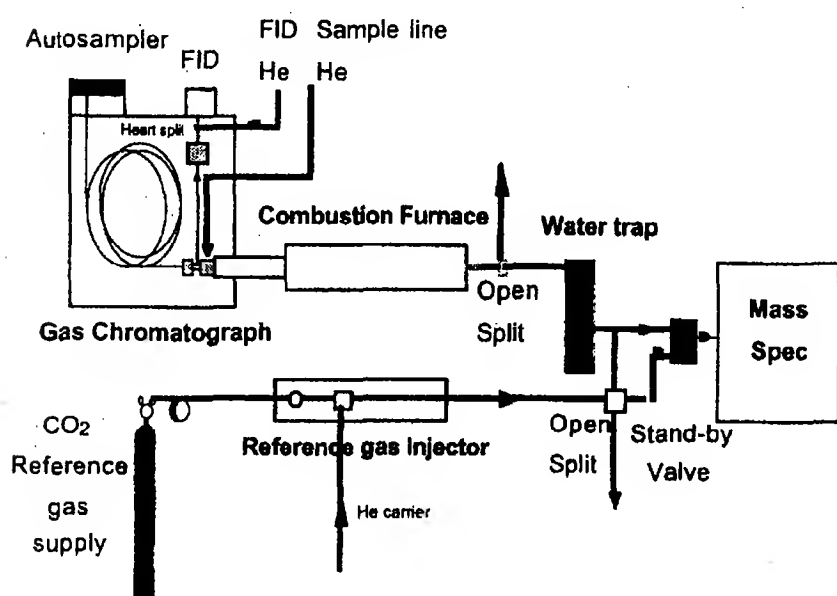 Autosampler
FID
FID Sample line
He He
Heart split
Combustion Furnace
Water trap
Open
Split
Mass
Spec
Gas Chromatograph
CO2
Reference
gas
supply
Reference gas Injector
Open
Split
Stand-by
Valve
He carrier